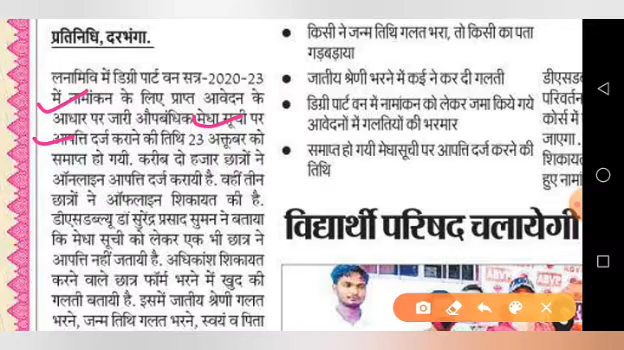 प्रतिनिधि, दरभंगा.
लनामिवि में डिग्री पार्ट वन सत्र-2020-23
में नामांकन के लिए प्राप्त आवेदन के
आधार पर जारी औपबंधिक मेधा सूची पर
आपत्ति दर्ज कराने की तिथि 23 अक्तूबर को
समाप्त हो गयी. करीब दो हजार छात्रों ने
ऑनलाइन आपत्ति दर्ज करायी है. वहीं तीन
छात्रों ने ऑफलाइन शिकायत की है.
डीएसडब्ल्यू डॉ सुरेंद्र प्रसाद सुमन ने बताया
कि मेधा सूची को लेकर एक भी छात्र ने
आपत्ति नहीं जतायी है. अधिकांश शिकायत
करने वाले छात्र फॉर्म भरने में खुद की
गलती बतायी है. इसमें जातीय श्रेणी गलत
भरने, जन्म तिथि गलत भरने, स्वयं व पिता
• किसी ने जन्म तिथि गलत भरा, तो किसी का पता
गड़बड़ाया
• जातीय श्रेणी भरने में कई ने कर दी गलती
• डिग्री पार्ट वन में नामांकन को लेकर जमा किये गये
आवेदनों में गलतियों की भरमार
• समाप्त हो गयी मेधासूची पर आपत्ति दर्ज करने की
तिथि
डीएसड
परिवर्तन
कोर्स में
जाएगा.
शिकायत
हुए नामां
विद्यार्थी परिषद चलायेगी
ABVP